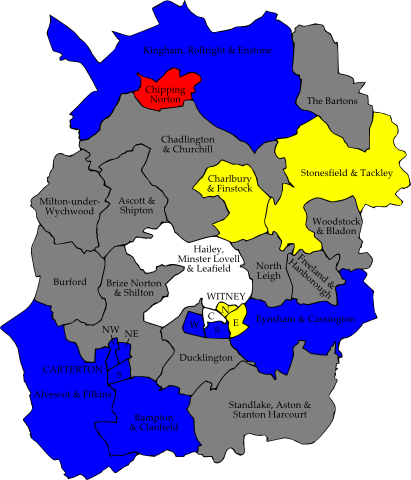 Kingham, Rollright & Enstone
Chipping
Norton
The Bartons
Chadlington
& Churchill
Charlbury
& Finstock
Stonesfield & Tackley
Milton-under-
Wychwood
Ascott &
Shipton
Woodstock
& Bladon
Hailey,
Minster Lovell
& Leafield
North
Leigh
Freeland &
Hanborough
Burford
Brize Norton
& Shilton
WITNEY
N
C
E
W
S
Eynsham & Cassington
NW
NE
Ducklington
CARTERTON
S
Alvescot & Filkins
Bampton
& Clanfield
Standlake, Aston &
Stanton Harcourt